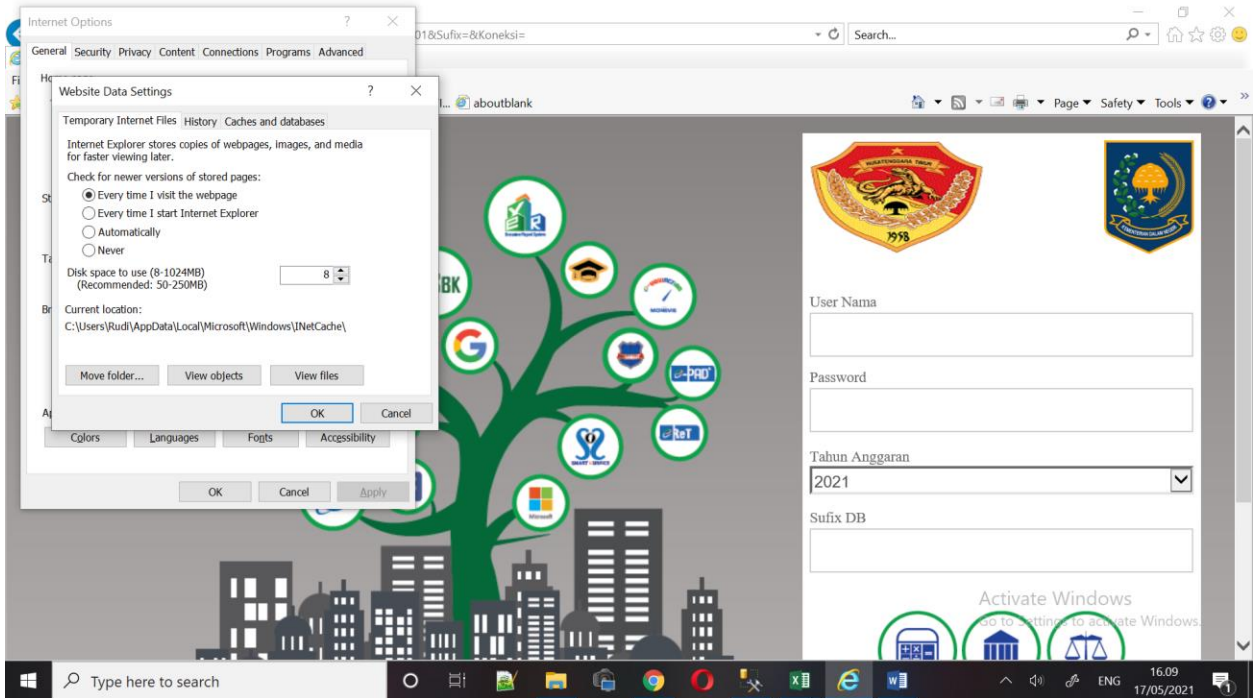 Internet Options
?
01&Sufix=&Koneksi=
Search...
General Security Privacy Content Connections Programs Advanced
Website Data Settings
?
aboutblank
Page Safety Tools
Temporary Internet Files History Caches and databases
Internet Explorer stores copies of webpages, images, and media
for faster viewing later.
Check for newer versions of stored pages:
Every time I visit the webpage
Every time I start Internet Explorer
Automatically
Never
Disk space to use (8-1024MB)
8
(Recommended: 50-250MB)
Current location:
C:\Users\Rudi\AppData\Local\Microsoft\Windows\INetCache\
Move folder...
View objects
View files
OK
Cancel
Colors
Languages
Fonts
Accessibility
OK
Cancel
Apply
BK
e-PAD
e-ReT
SMART - SERVICE
Microsoft
NUSATENGGARA TIMUR
1958
KEMENTERIAN DALAM NEGERI
User Nama
Password
Tahun Anggaran
2021
Sufix DB
Activate Windows
Go to Settings to activate Windows.
Type here to search
ENG
16.09
17/05/2021
1